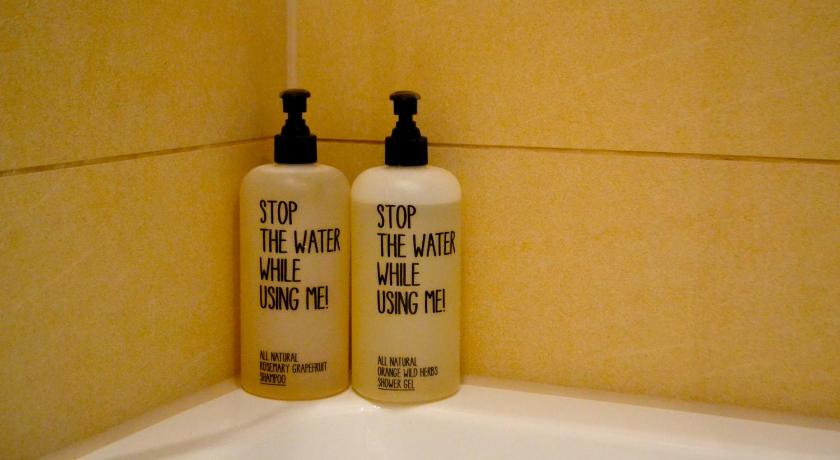 STOP
THE WATER
WHILE
USING ME!
ALL NATURAL
ROSEMARY GRAPEFRUIT
SHAMPOO
STOP
THE WATER
WHILE
USING ME!
ALL NATURAL
ORANGE WILD HERBS
SHOWER GEL